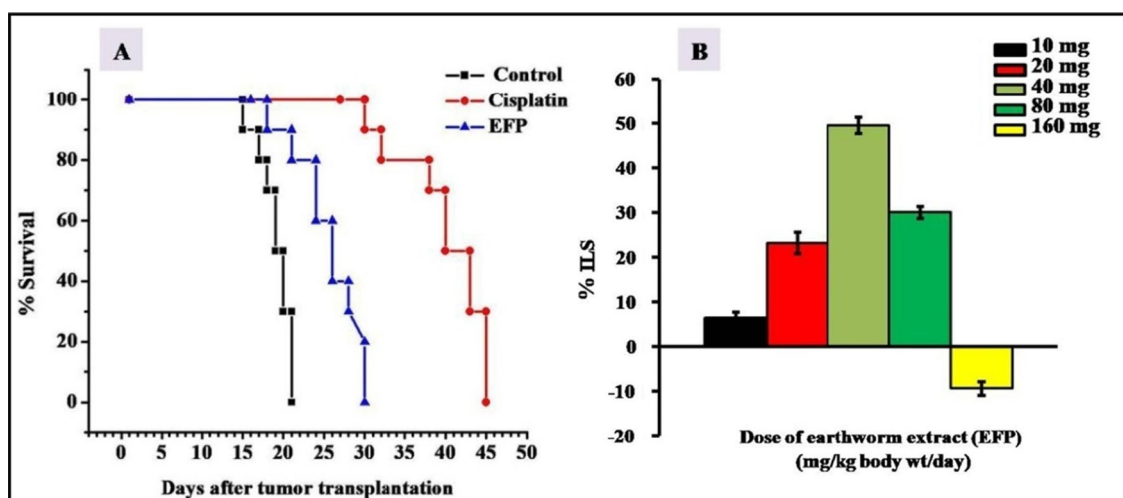 A
Control
Cisplatin
EFP
100
80
60
40
20
0
% Survival
0 5 10 15 20 25 30 35 40 45 50
Days after tumor transplantation
B
10 mg
20 mg
40 mg
80 mg
160 mg
60
50
40
30
20
10
0
-10
-20
% ILS
Dose of earthworm extract (EFP)
(mg/kg body wt/day)